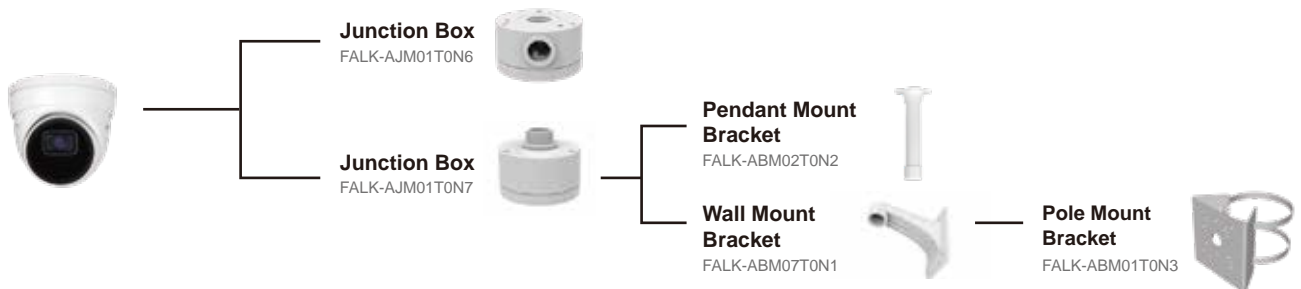 Junction Box
FALK-AJM01T0N6
Junction Box
FALK-AJM01T0N7
Pendant Mount
Bracket
FALK-ABM02T0N2
Wall Mount
Bracket
FALK-ABM07T0N1
Pole Mount
Bracket
FALK-ABM01T0N3